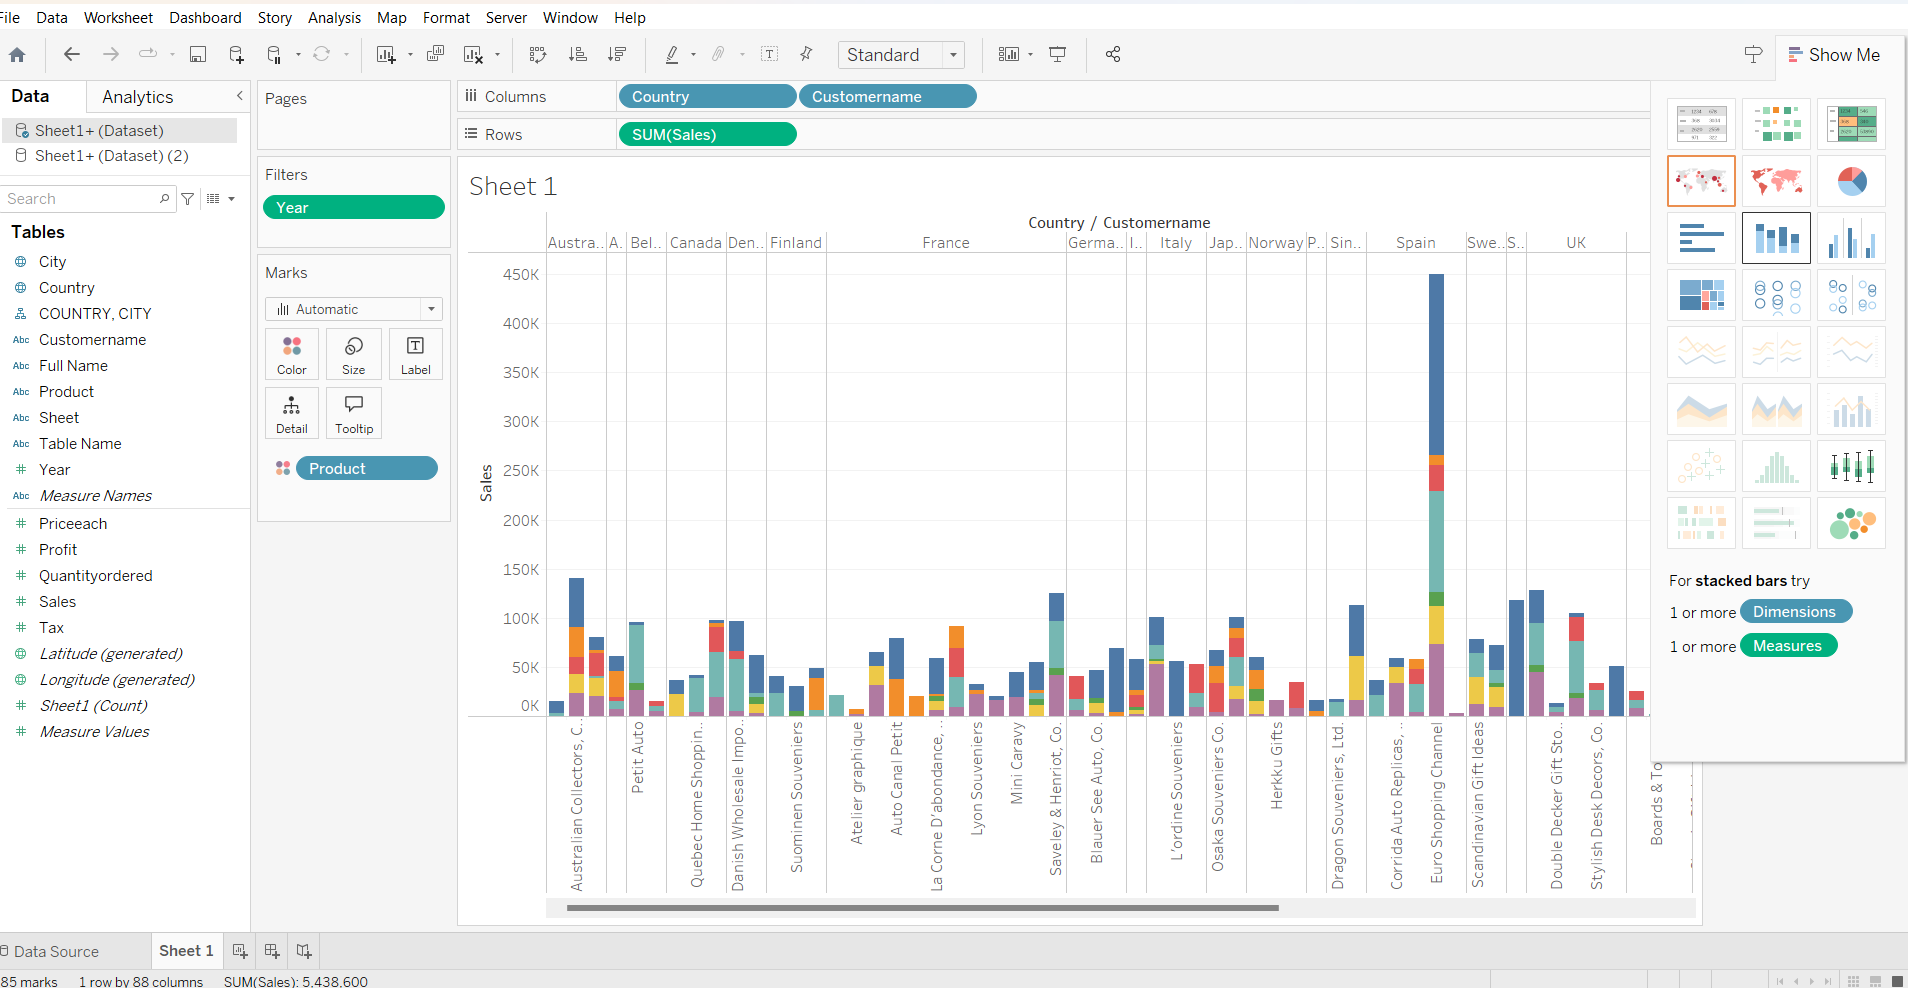 File Data Worksheet Dashboard Story Analysis Map Format Server Window Help
Standard
Show Me
Data Analytics
Sheet1+ (Dataset)
Sheet1+ (Dataset) (2)
Search
Tables
City
Country
COUNTRY, CITY
Abc Customername
Abc Full Name
Abc Product
Abc Sheet
Abc Table Name
# Year
Abc Measure Names
# Priceeach
# Profit
# Quantityordered
# Sales
# Tax
Latitude (generated)
Longitude (generated)
# Sheet1 (Count)
# Measure Values
Pages
Filters
Year
Marks
Automatic
Color Size Label
Detail Tooltip
Product
Columns Country Customername
Rows SUM(Sales)
Sheet 1
Country / Customername
Austra.. A. Bel.. Canada Den.. Finland France Germa.. I.. Italy Jap.. Norway P.. Sin.. Spain Swe.. S.. UK
Sales
450K
400K
350K
300K
250K
200K
150K
100K
50K
0K
Australian Collectors, C..
Petit Auto
Quebec Home Shoppin..
Danish Wholesale Impo..
Suominen Souveniers
Atelier graphique
Auto Canal Petit
La Corne D'abondance, ..
Lyon Souveniers
Mini Caravy
Saveley & Henriot, Co.
Blauer See Auto, Co.
L'ordine Souveniers
Osaka Souveniers Co.
Herkku Gifts
Dragon Souveniers, Ltd.
Corrida Auto Replicas, ..
Euro Shopping Channel
Scandinavian Gift Ideas
Double Decker Gift Sto..
Stylish Desk Decors, Co.
Boards & To
For stacked bars try
1 or more Dimensions
1 or more Measures
Data Source Sheet 1
85 marks 1 row by 88 columns SUM(Sales): 5,438,600